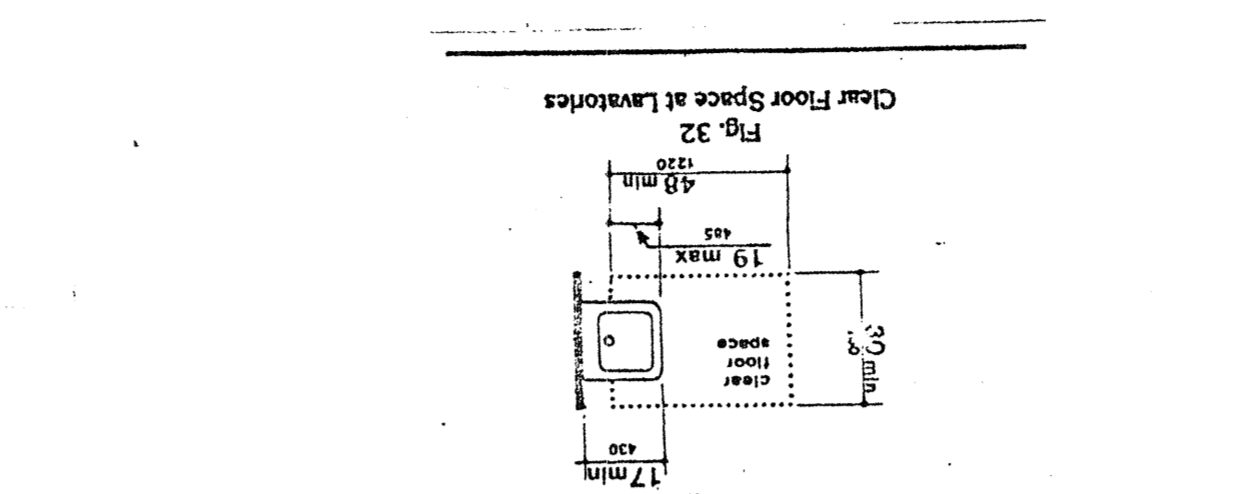 17 min
430
clear
floor
space
30 min
19 max
485
48 min
1220
Fig. 32
Clear Floor Space at Lavatories